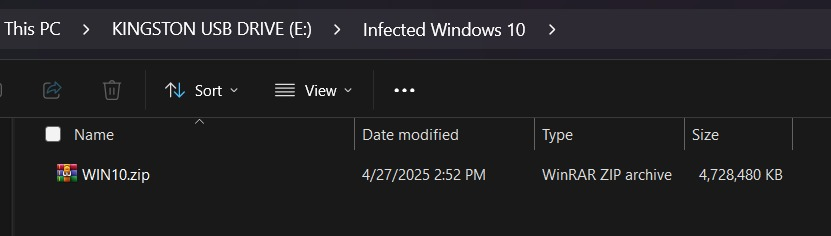 This PC > KINGSTON USB DRIVE (E:) > Infected Windows 10 >
Sort View ...
Name Date modified Type Size
WIN10.zip 4/27/2025 2:52 PM WinRAR ZIP archive 4,728,480 KB